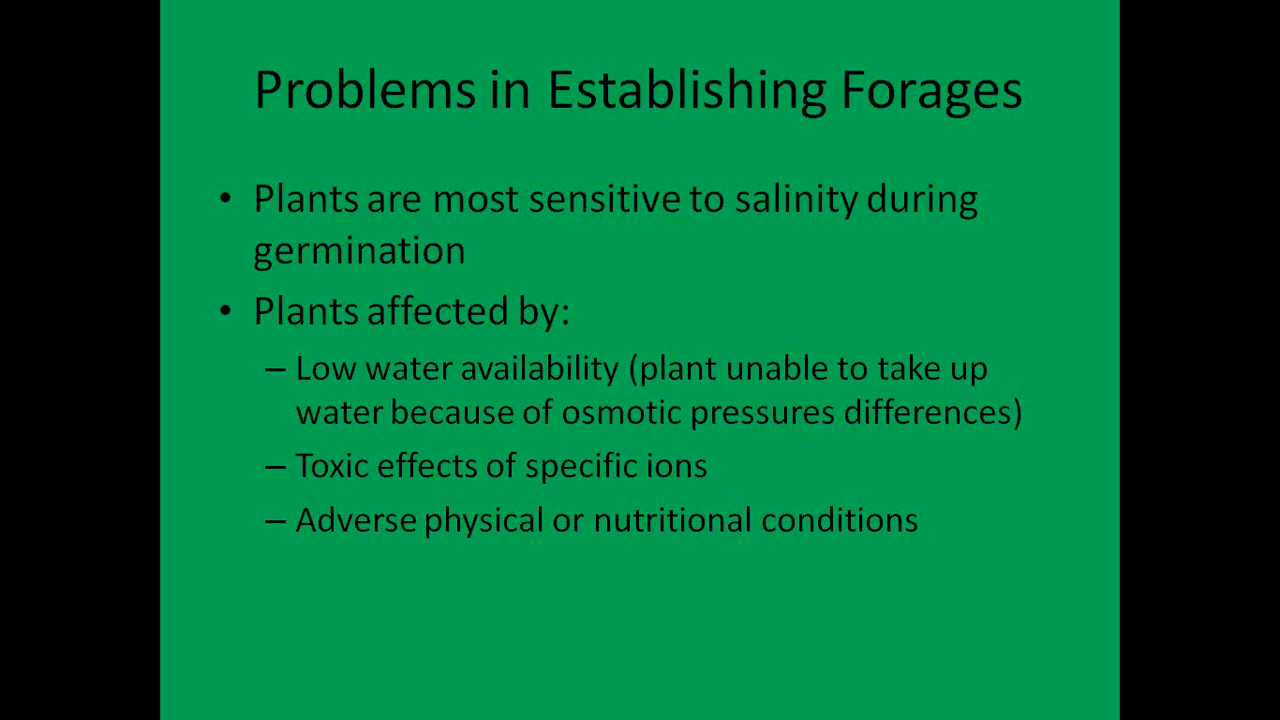 Problems in Establishing Forages
• Plants are most sensitive to salinity during
germination
• Plants affected by:
– Low water availability (plant unable to take up
water because of osmotic pressures differences)
– Toxic effects of specific ions
– Adverse physical or nutritional conditions